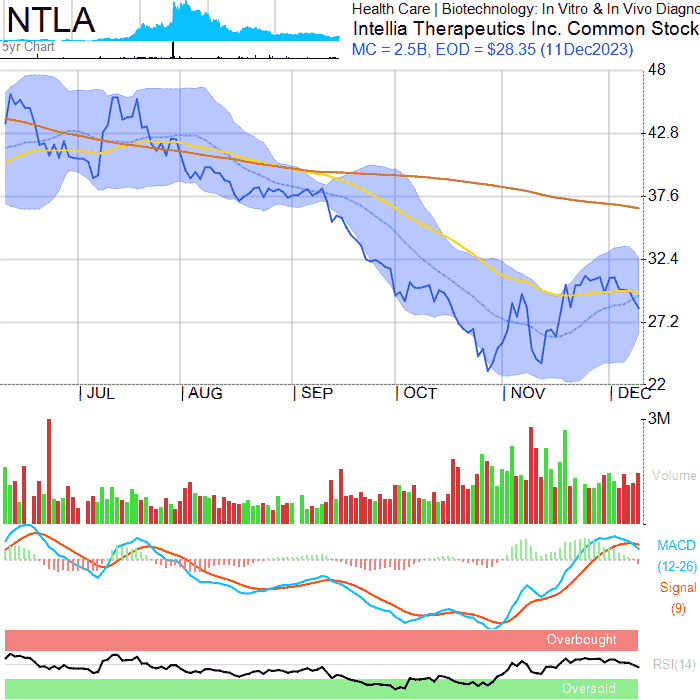 NTLA
5yr Chart
Health Care | Biotechnology: In Vitro & In Vivo Diagno
Intellia Therapeutics Inc. Common Stock
MC = 2.5B, EOD = $28.35 (11Dec2023)
48
42.8
37.6
32.4
27.2
22
JUL AUG SEP OCT NOV DEC
3M
Volume
MACD
(12-26)
Signal
(9)
Overbought
RSI(14)
Oversold